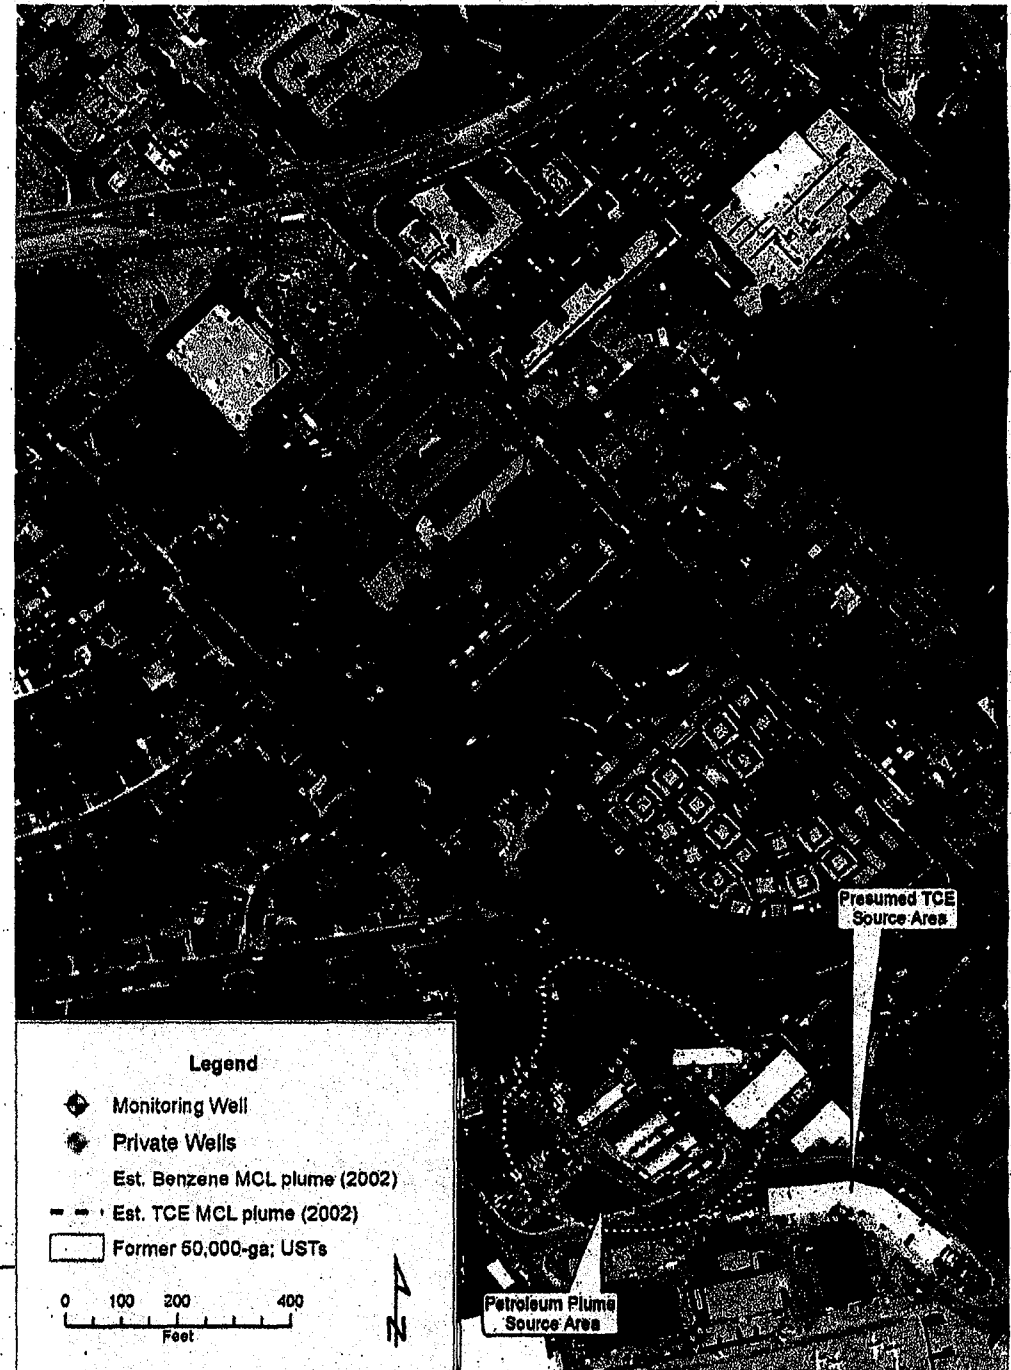 Presumed TCE
Source Area
Legend
Monitoring Well
Private Wells
Est. Benzene MCL plume (2002)
Est. TCE MCL plume (2002)
Former 50,000-ga; USTs
0 100 200 400
Feet
N
Petroleum Plume
Source Area